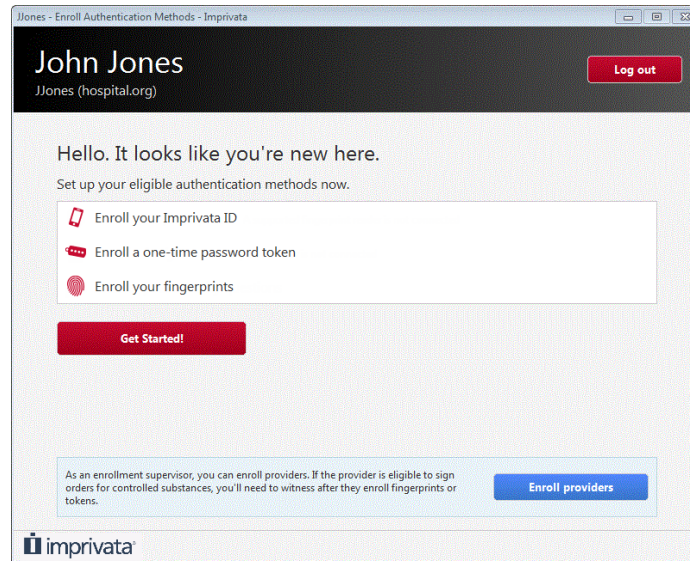 JJones - Enroll Authentication Methods - Imprivata
John Jones
JJones (hospital.org)
Log out
Hello. It looks like you're new here.
Set up your eligible authentication methods now.
Enroll your Imprivata ID
Enroll a one-time password token
Enroll your fingerprints
Get Started!
As an enrollment supervisor, you can enroll providers. If the provider is eligible to sign
orders for controlled substances, you'll need to witness after they enroll fingerprints or
tokens.
Enroll providers
imprivata